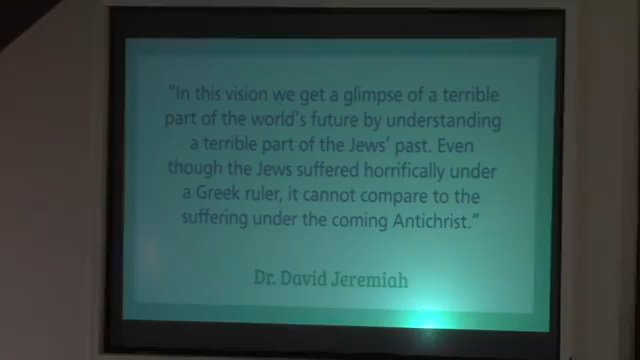 "In this vision we get a glimpse of a terrible
part of the world's future by understanding
a terrible part of the Jews' past. Even
though the Jews suffered horrifically under
a Greek ruler, it cannot compare to the
suffering under the coming Antichrist."
Dr. David Jeremiah